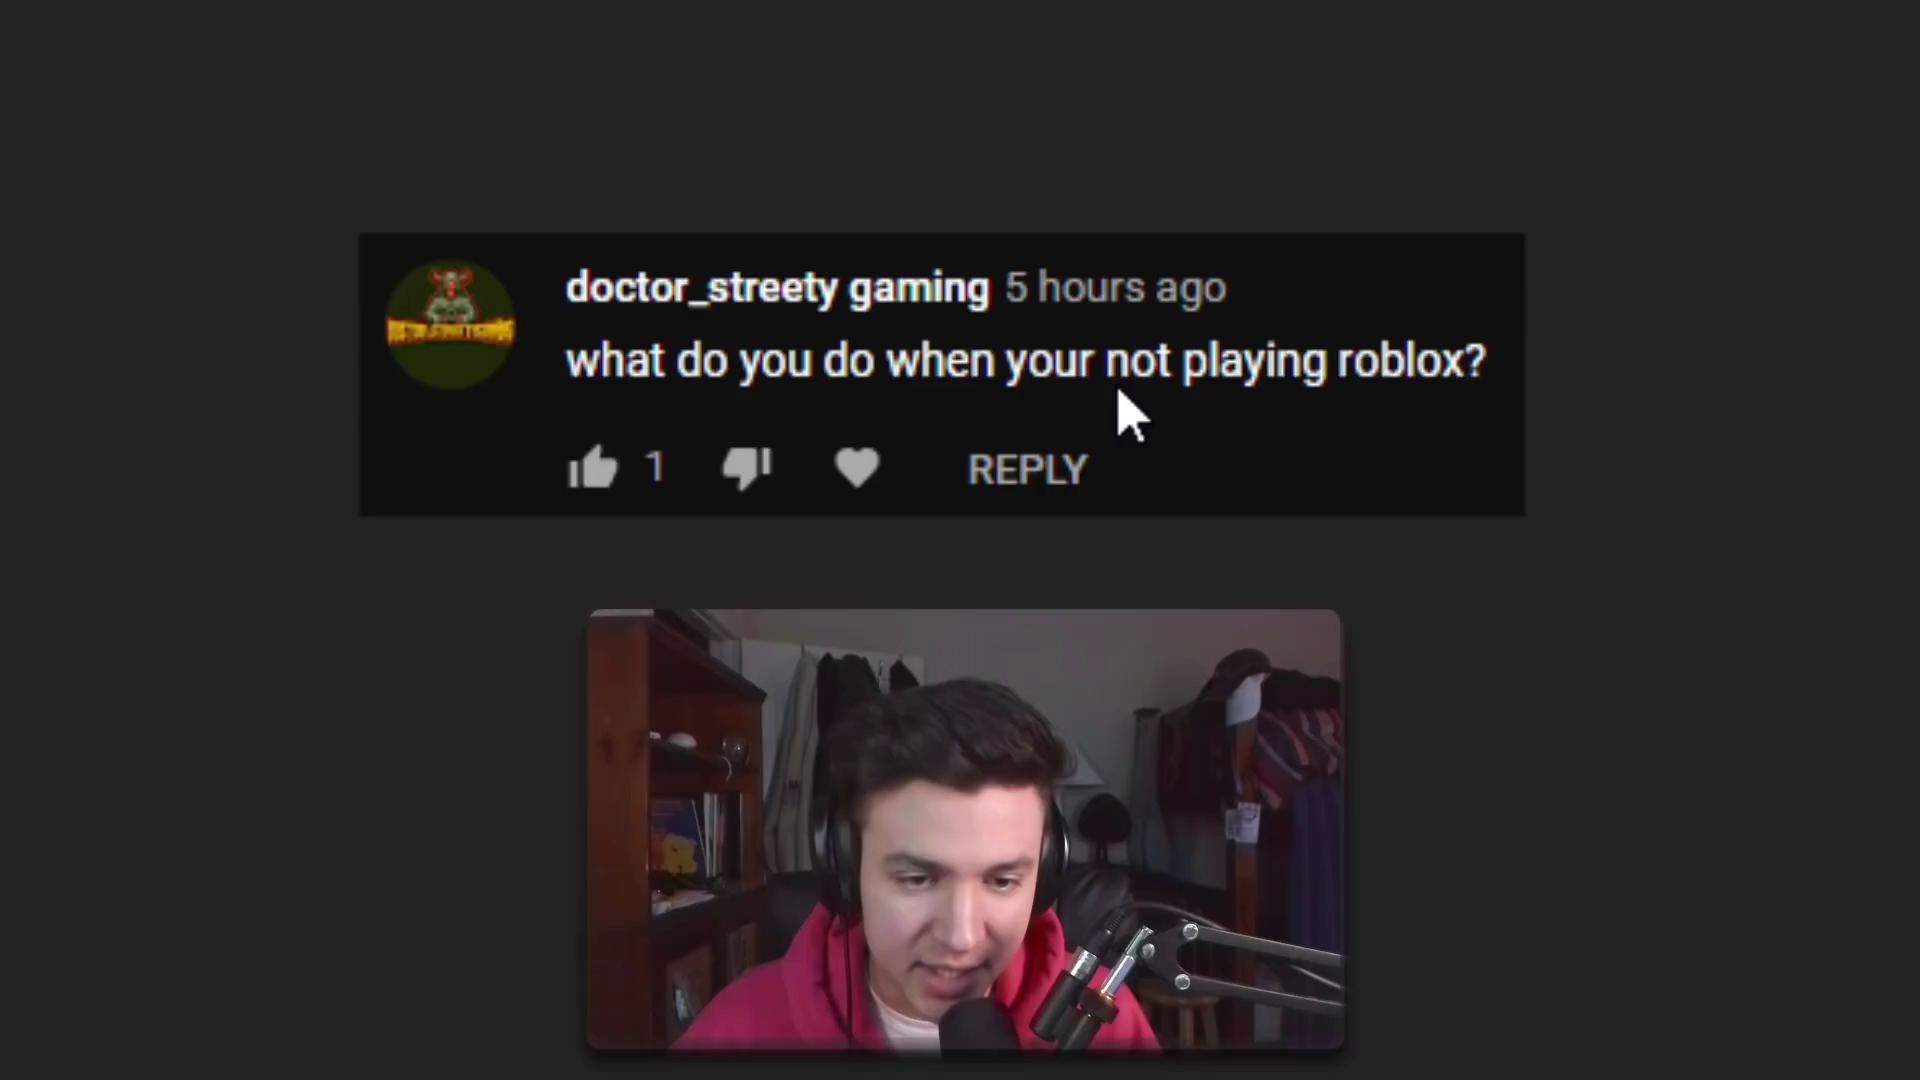 doctor_streety gaming 5 hours ago
what do you do when your not playing roblox?
1
REPLY